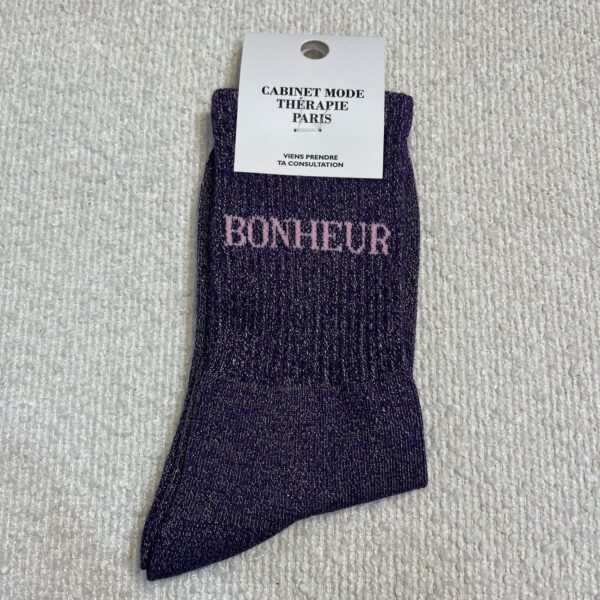 CABINET MODE
THÉRAPIE
PARIS
VIENS PRENDRE
TA CONSULTATION
BONHEUR